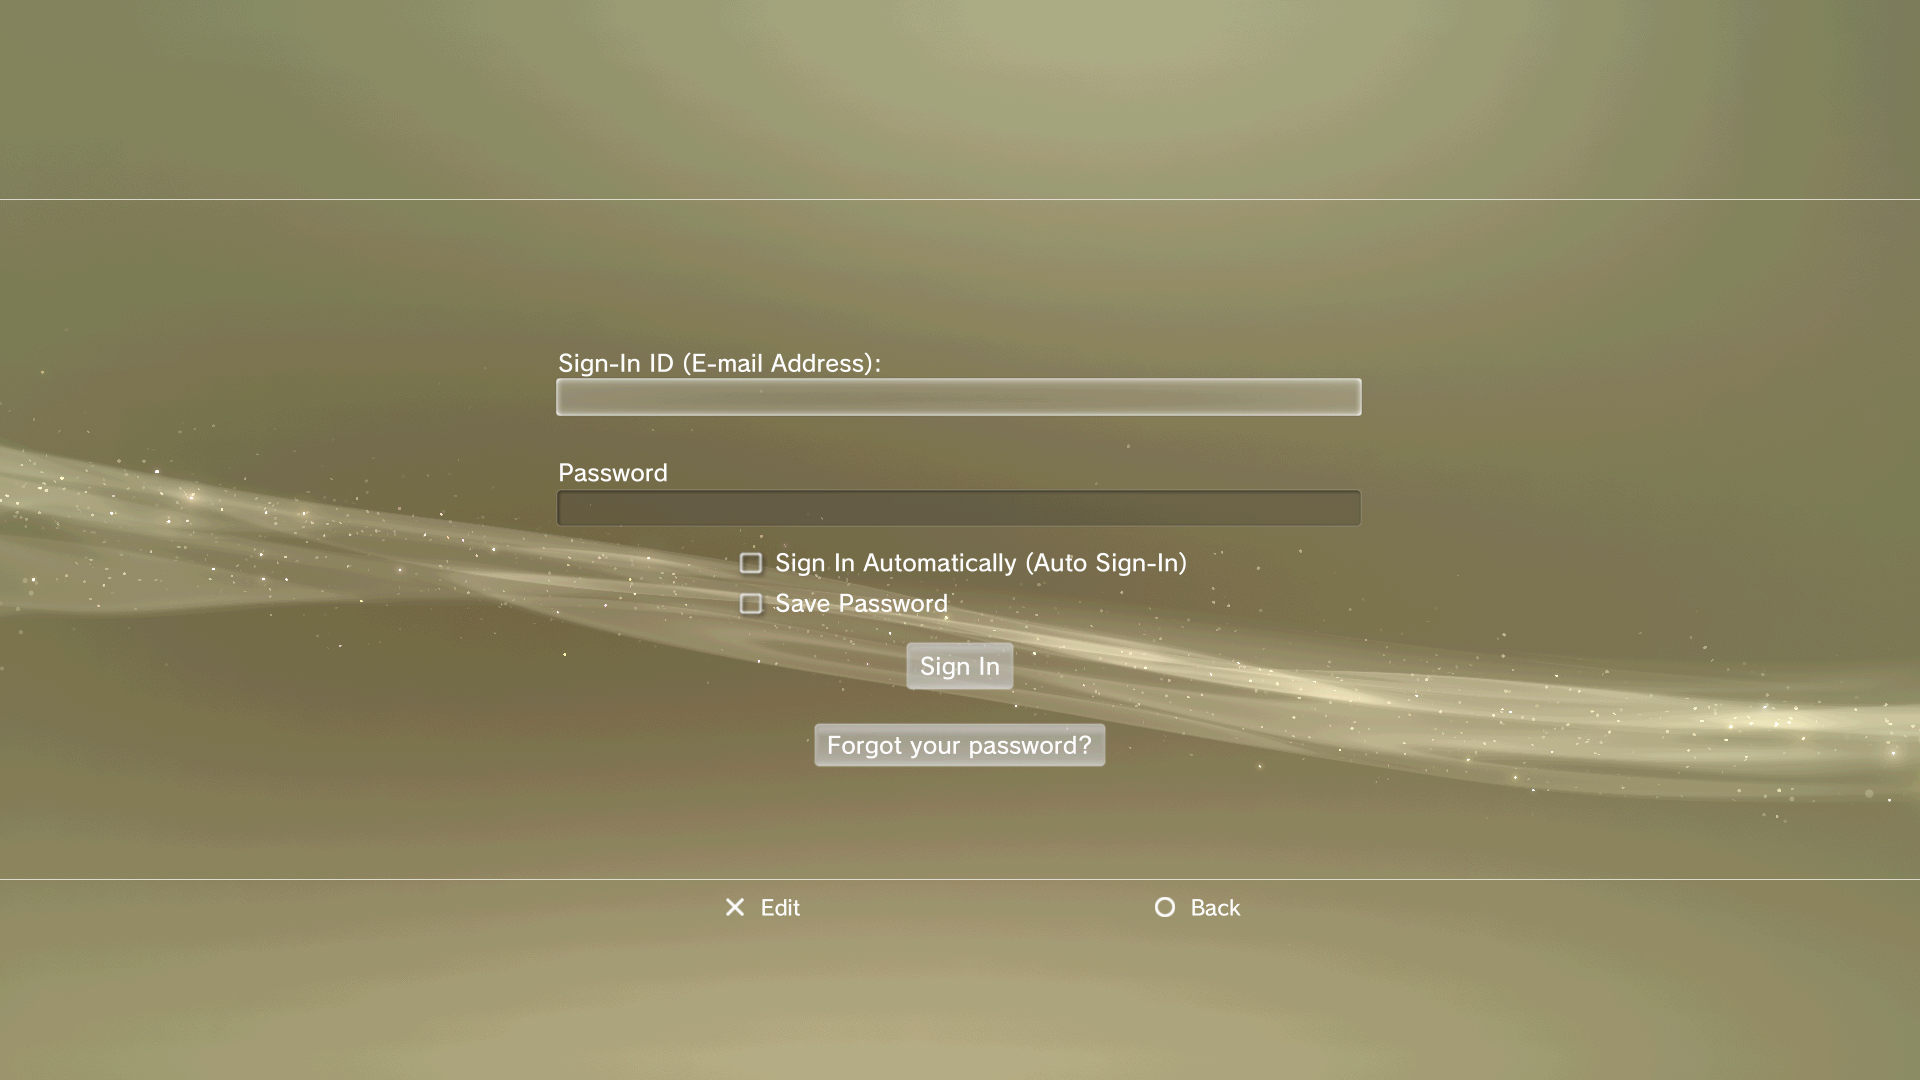 Sign-In ID (E-mail Address):
Password
Sign In Automatically (Auto Sign-In)
Save Password
Sign In
Forgot your password?
Edit
Back